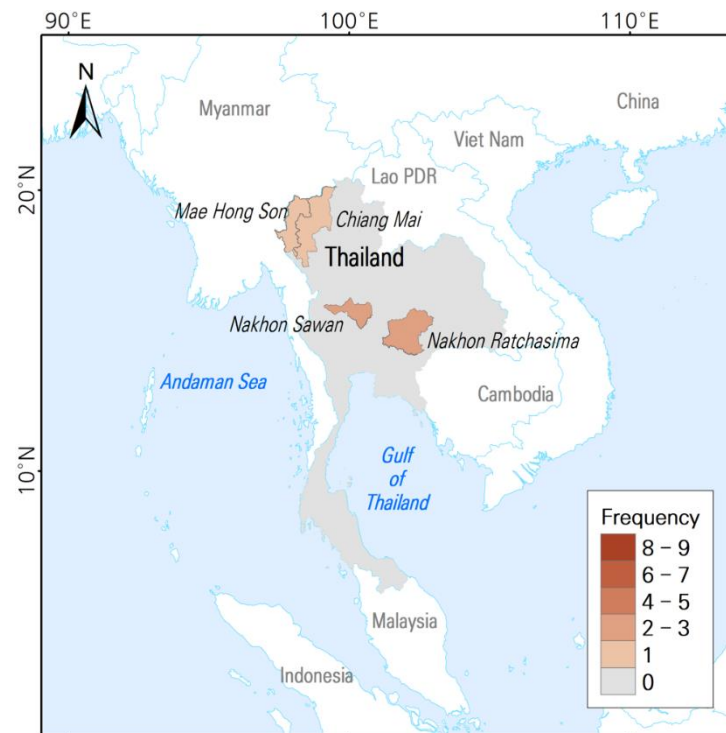 90°E
100°E
110°E
N
China
Myanmar
Viet Nam
Lao PDR
20°N
Mae Hong Son
Chiang Mai
Thailand
Nakhon Sawan
Nakhon Ratchasima
Andaman Sea
Cambodia
Gulf
of
Thailand
10°N
Frequency
8 – 9
6 – 7
4 – 5
2 – 3
1
0
Malaysia
Indonesia